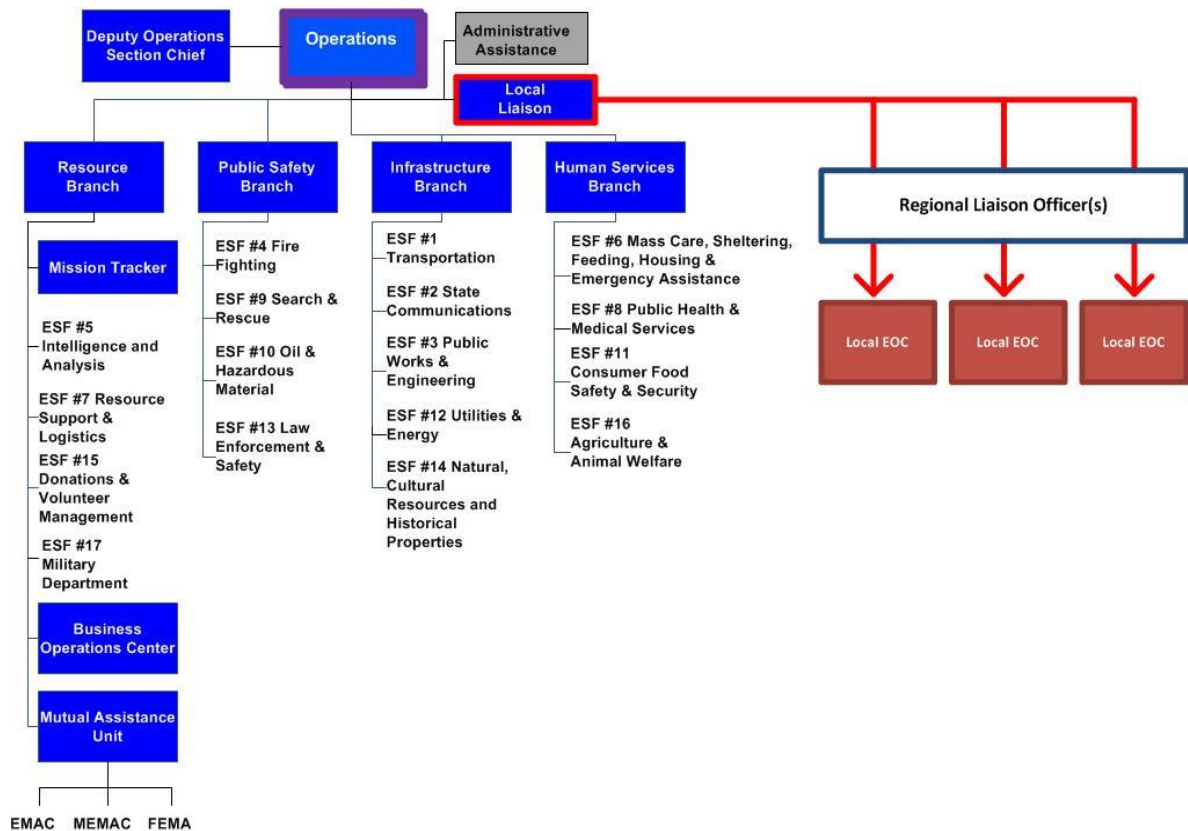 Deputy Operations
Section Chief
Operations
Administrative
Assistance
Local
Liaison
Resource
Branch
Public Safety
Branch
Infrastructure
Branch
Human Services
Branch
Regional Liaison Officer(s)
Mission Tracker
ESF #5
Intelligence and
Analysis
ESF #7 Resource
Support &
Logistics
ESF #15
Donations &
Volunteer
Management
ESF #17
Military
Department
Business
Operations Center
Mutual Assistance
Unit
EMAC
MEMAC
FEMA
ESF #4 Fire
Fighting
ESF #9 Search &
Rescue
ESF #10 Oil &
Hazardous
Material
ESF #13 Law
Enforcement &
Safety
ESF #1
Transportation
ESF #2 State
Communications
ESF #3 Public
Works &
Engineering
ESF #12 Utilities &
Energy
ESF #14 Natural,
Cultural
Resources and
Historical
Properties
ESF #6 Mass Care, Sheltering,
Feeding, Housing &
Emergency Assistance
ESF #8 Public Health &
Medical Services
ESF #11
Consumer Food
Safety & Security
ESF #16
Agriculture &
Animal Welfare
Local EOC
Local EOC
Local EOC